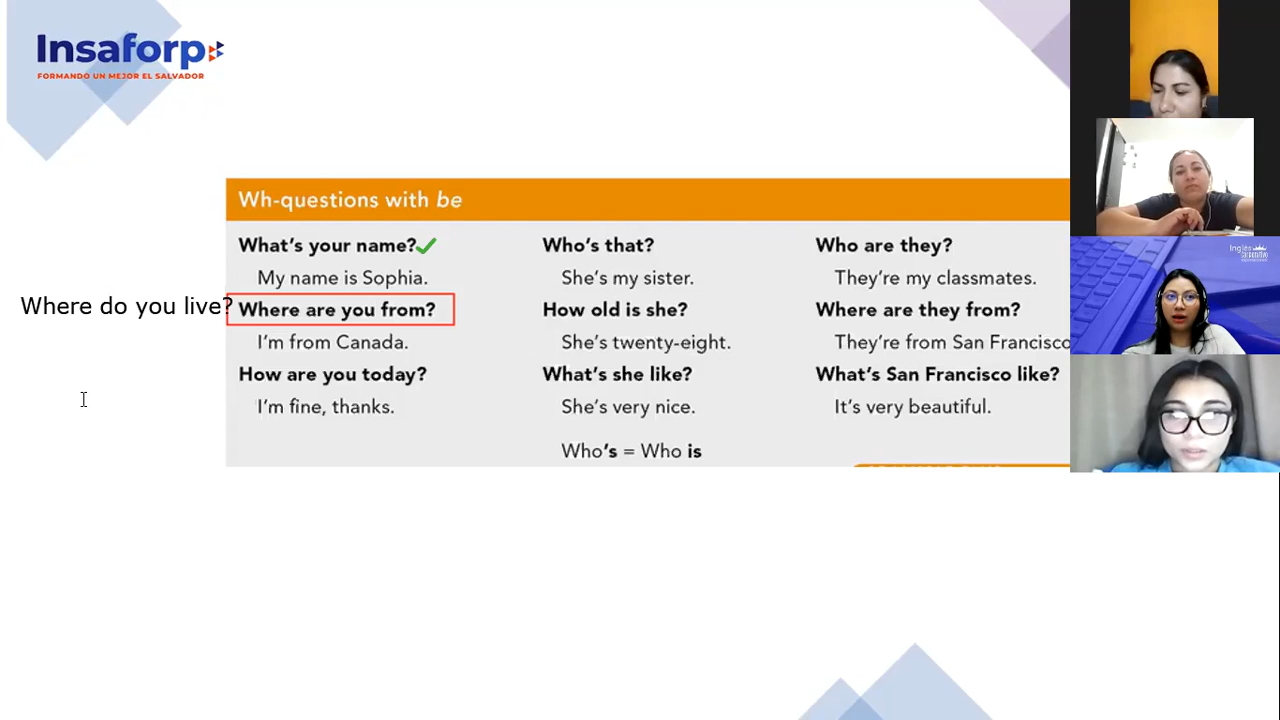 Insaforp
FORMANDO UN MEJOR EL SALVADOR
Wh-questions with be
What's your name?
My name is Sophia.
Where do you live?
Where are you from?
I'm from Canada.
How are you today?
I'm fine, thanks.
Who's that?
She's my sister.
How old is she?
She's twenty-eight.
What's she like?
She's very nice.
Who's = Who is
Who are they?
They're my classmates.
Where are they from?
They're from San Francisco
What's San Francisco like?
It's very beautiful.
Inglés